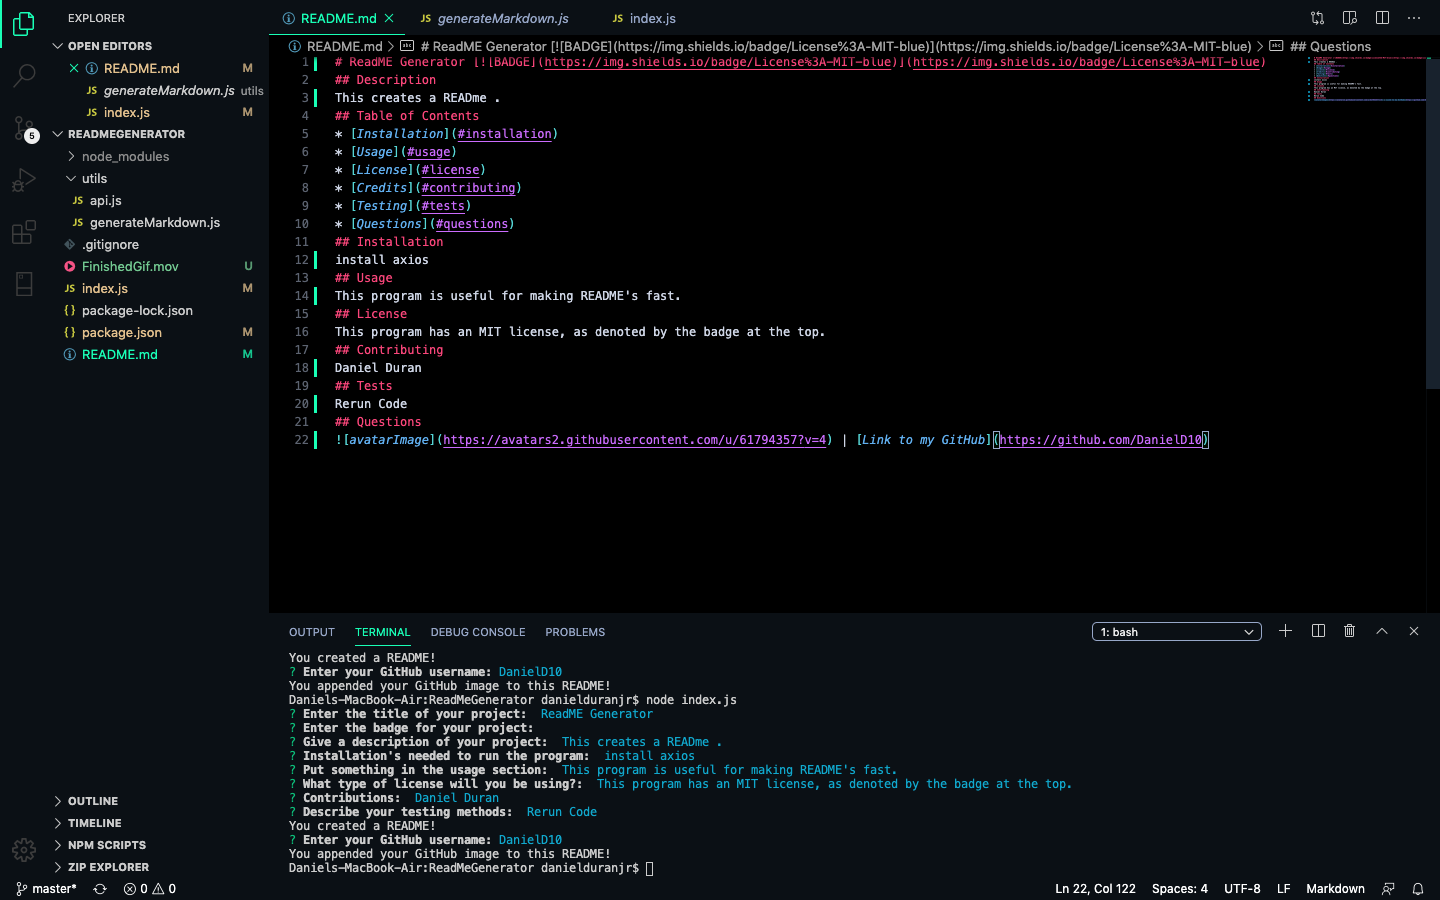 EXPLORER
README.md
JS generateMarkdown.js
JS index.js
OPEN EDITORS
README.md M
JS generateMarkdown.js utils
JS index.js M
READMEGENERATOR
node_modules
utils
JS api.js
JS generateMarkdown.js
.gitignore
FinishedGif.mov U
JS index.js M
{} package-lock.json
{} package.json M
README.md M
5
OUTLINE
TIMELINE
NPM SCRIPTS
ZIP EXPLORER
README.md > abc # ReadME Generator [![BADGE](https://img.shields.io/badge/License%3A-MIT-blue)](https://img.shields.io/badge/License%3A-MIT-blue) > abc ## Questions
1 # ReadME Generator [![BADGE](https://img.shields.io/badge/License%3A-MIT-blue)](https://img.shields.io/badge/License%3A-MIT-blue)
2 ## Description
3 This creates a READme .
4 ## Table of Contents
5 * [Installation](#installation)
6 * [Usage](#usage)
7 * [License](#license)
8 * [Credits](#contributing)
9 * [Testing](#tests)
10 * [Questions](#questions)
11 ## Installation
12 install axios
13 ## Usage
14 This program is useful for making README's fast.
15 ## License
16 This program has an MIT license, as denoted by the badge at the top.
17 ## Contributing
18 Daniel Duran
19 ## Tests
20 Rerun Code
21 ## Questions
22 ![avatarImage](https://avatars2.githubusercontent.com/u/61794357?v=4) | [Link to my GitHub](https://github.com/DanielD10)
OUTPUT TERMINAL DEBUG CONSOLE PROBLEMS 1: bash
You created a README!
? Enter your GitHub username: DanielD10
You appended your GitHub image to this README!
Daniels-MacBook-Air:ReadMeGenerator danielduranjr$ node index.js
? Enter the title of your project: ReadME Generator
? Enter the badge for your project:
? Give a description of your project: This creates a READme .
? Installation's needed to run the program: install axios
? Put something in the usage section: This program is useful for making README's fast.
? What type of license will you be using?: This program has an MIT license, as denoted by the badge at the top.
? Contributions: Daniel Duran
? Describe your testing methods: Rerun Code
You created a README!
? Enter your GitHub username: DanielD10
You appended your GitHub image to this README!
Daniels-MacBook-Air:ReadMeGenerator danielduranjr$
master* 0 0 Ln 22, Col 122 Spaces: 4 UTF-8 LF Markdown